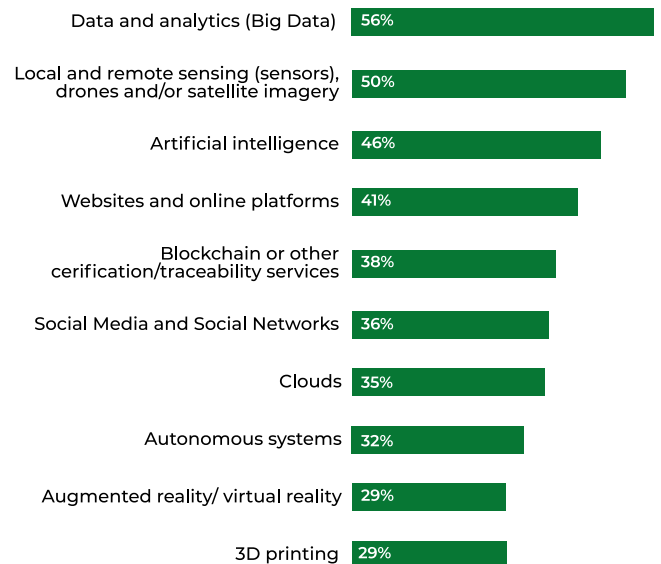 Data and analytics (Big Data) 56%
Local and remote sensing (sensors),
drones and/or satellite imagery 50%
Artificial intelligence 46%
Websites and online platforms 41%
Blockchain or other
cerification/traceability services 38%
Social Media and Social Networks 36%
Clouds 35%
Autonomous systems 32%
Augmented reality/ virtual reality 29%
3D printing 29%